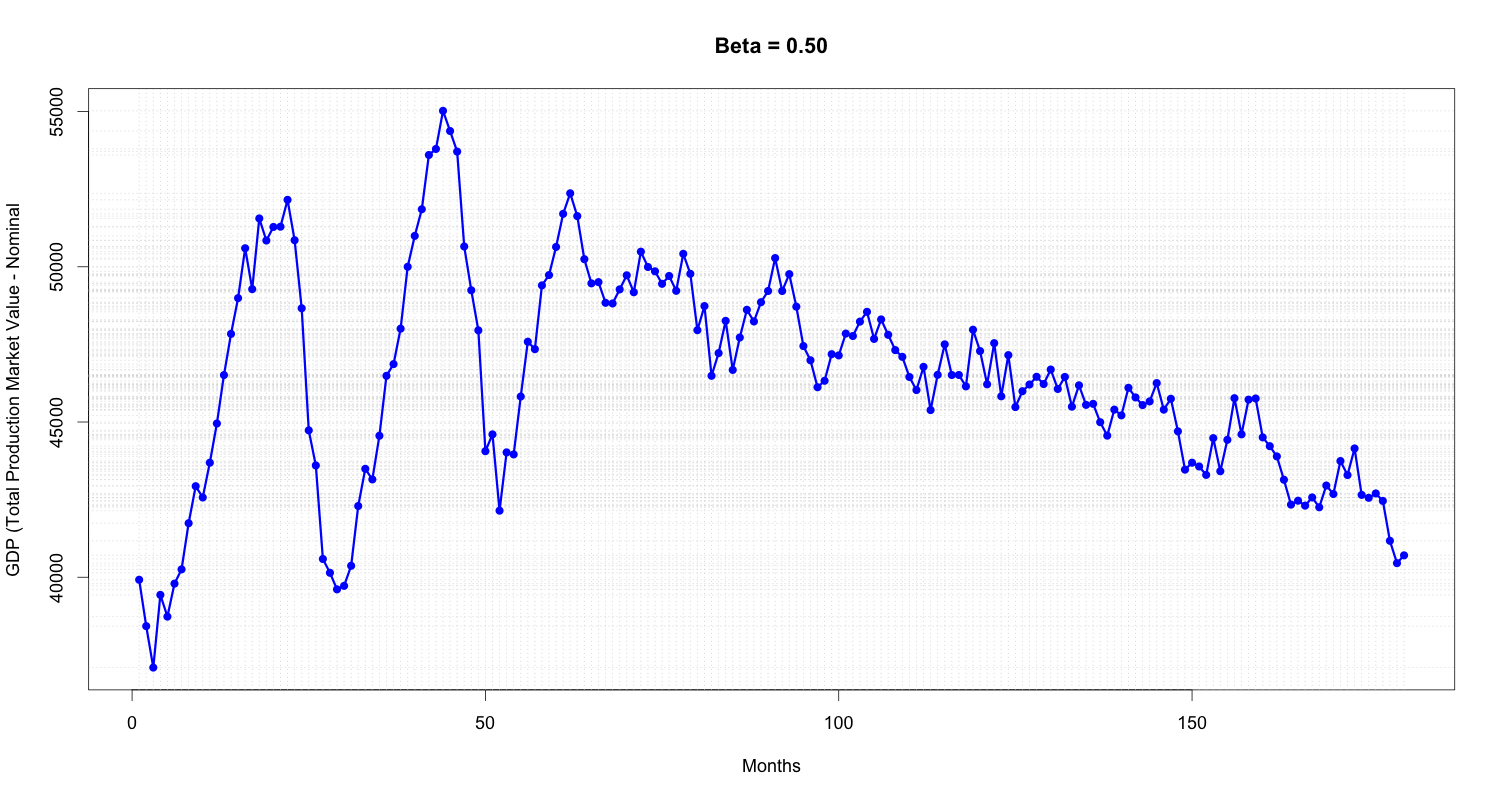 Beta = 0.50
GDP (Total Production Market Value - Nominal
55000
50000
45000
40000
0 50 100 150
Months